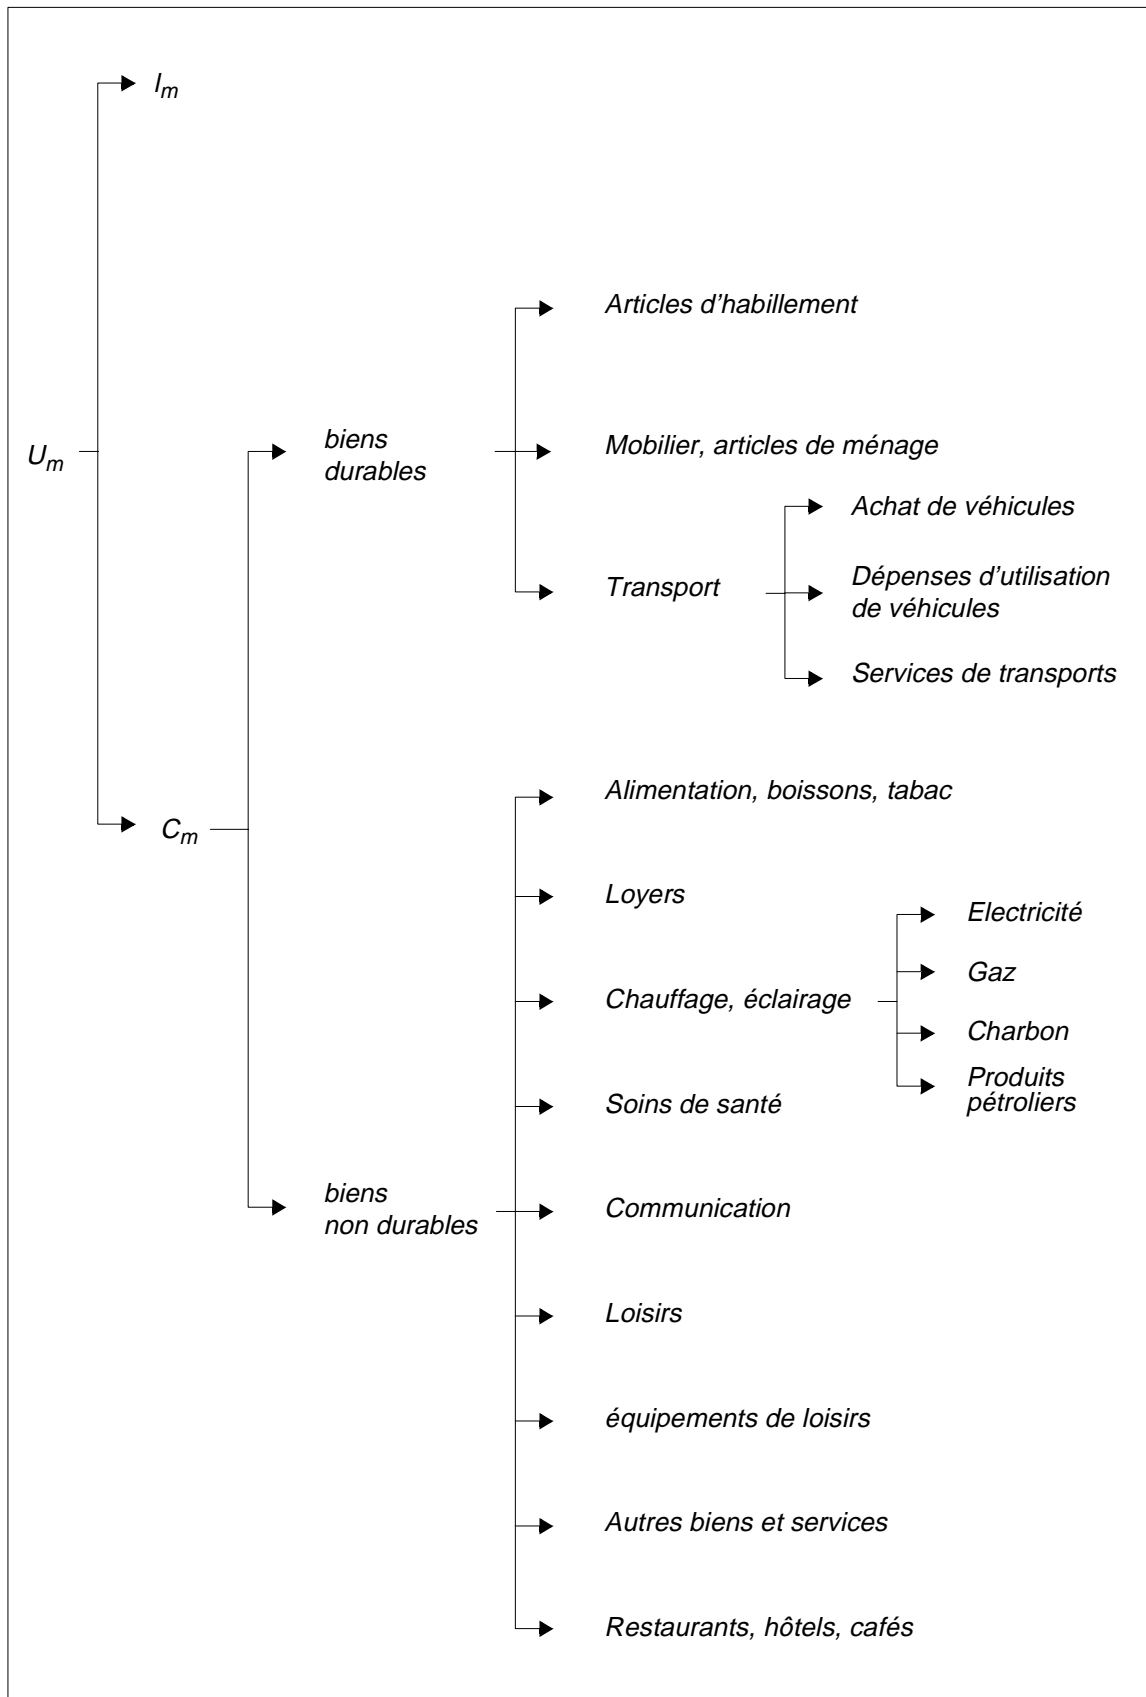 I_m
Articles d'habillement
U_m
biens
durables
Mobilier, articles de ménage
Achat de véhicules
Transport
Dépenses d'utilisation
de véhicules
Services de transports
Alimentation, boissons, tabac
C_m
Loyers
Electricité
Gaz
Chauffage, éclairage
Charbon
Produits
pétroliers
Soins de santé
biens
non durables
Communication
Loisirs
équipements de loisirs
Autres biens et services
Restaurants, hôtels, cafés